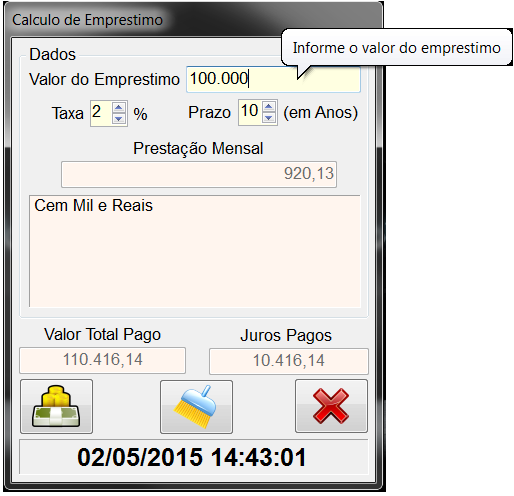 Calculo de Emprestimo
Informe o valor do emprestimo
Dados
Valor do Emprestimo 100.000
Taxa 2 % Prazo 10 (em Anos)
Prestação Mensal
920,13
Cem Mil e Reais
Valor Total Pago Juros Pagos
110.416,14 10.416,14
02/05/2015 14:43:01